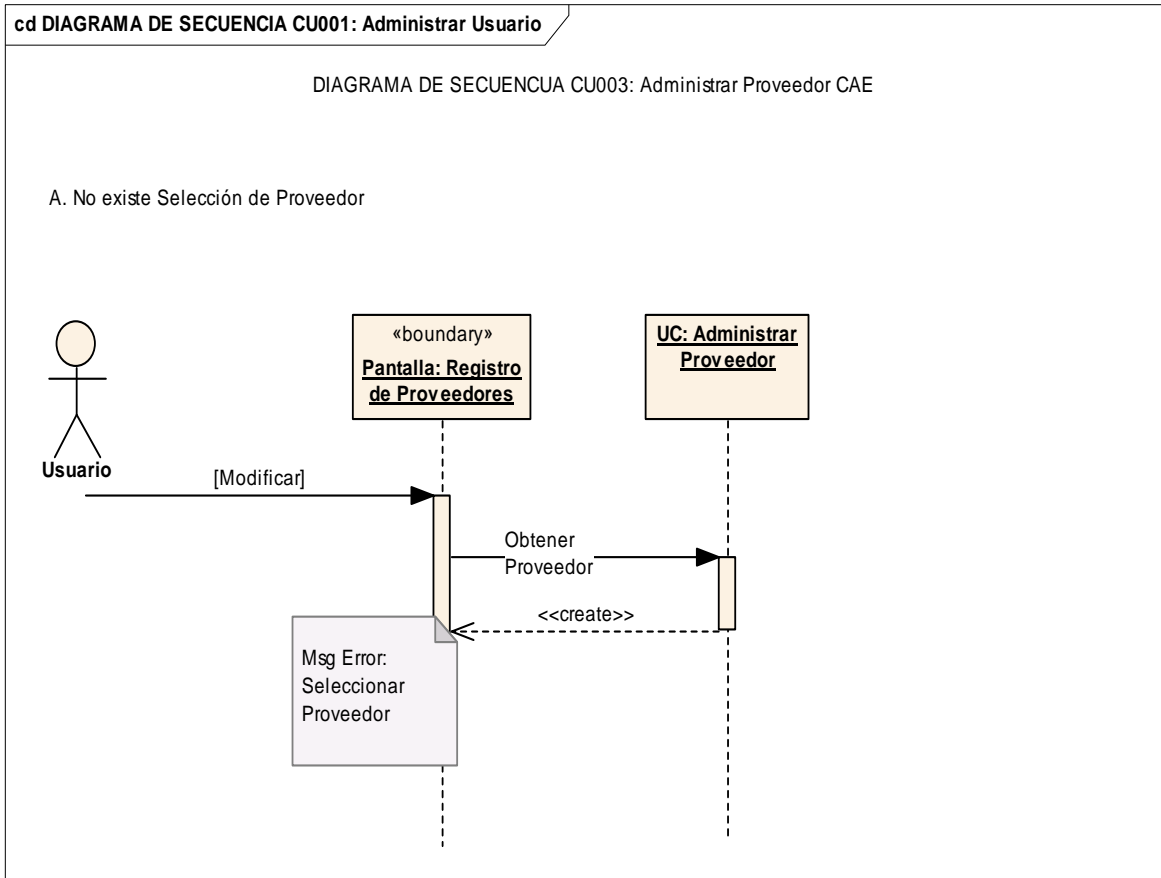 cd DIAGRAMA DE SECUENCIA CU001: Administrar Usuario
DIAGRAMA DE SECUENCUA CU003: Administrar Proveedor CAE
A. No existe Selección de Proveedor
«boundary»
Pantalla: Registro
de Proveedores
UC: Administrar
Proveedor
Usuario
[Modificar]
Obtener
Proveedor
<<create>>
Msg Error:
Seleccionar
Proveedor